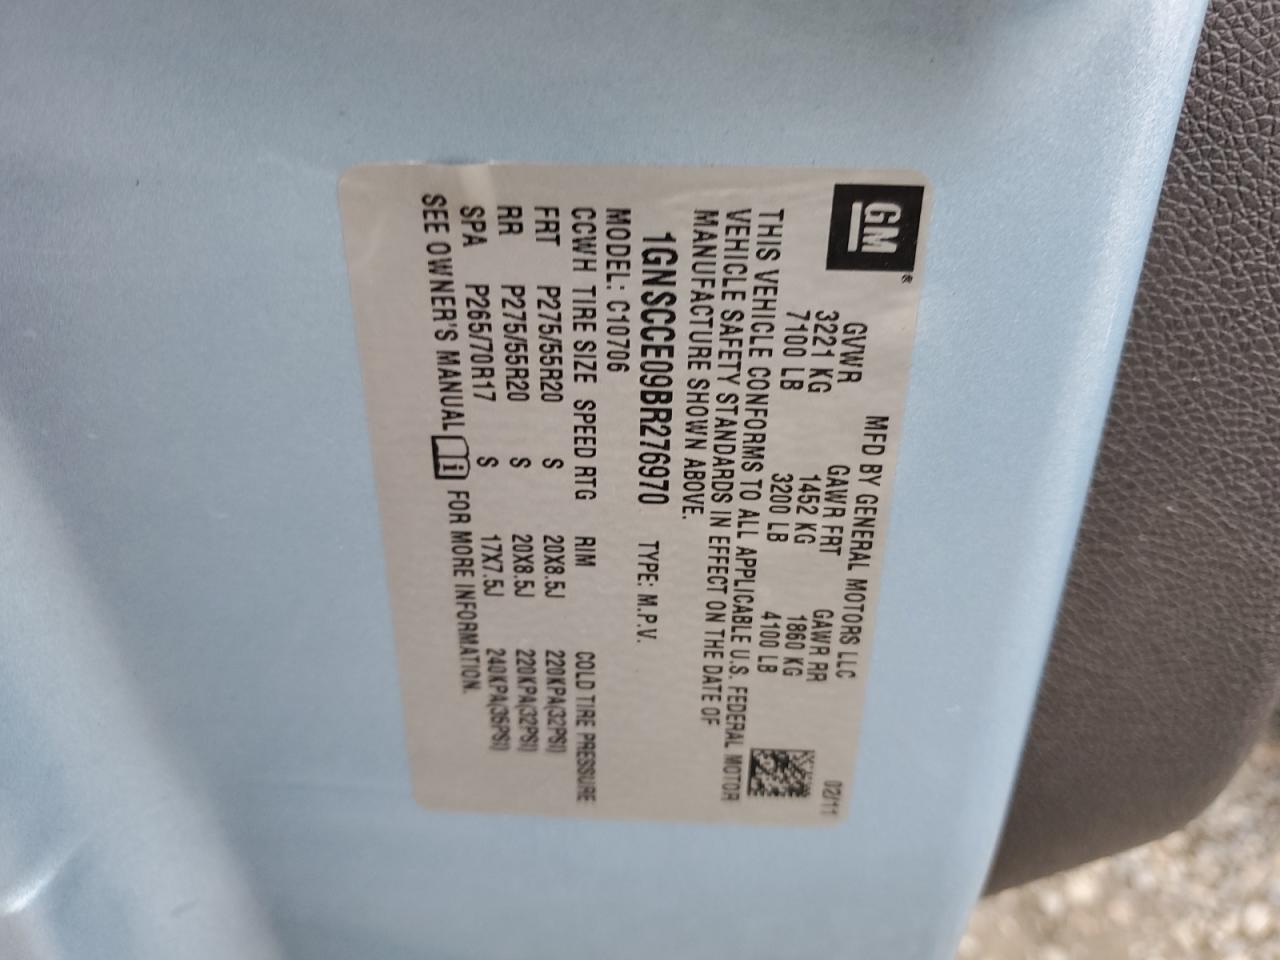 GM®
MFD BY GENERAL MOTORS LLC 02/11
GVWR GAWR FRT GAWR RR
3221 KG 1452 KG 1860 KG
7100 LB 3200 LB 4100 LB
THIS VEHICLE CONFORMS TO ALL APPLICABLE U.S. FEDERAL MOTOR
VEHICLE SAFETY STANDARDS IN EFFECT ON THE DATE OF
MANUFACTURE SHOWN ABOVE.
1GNSCCE09BR276970 TYPE: M.P.V.
MODEL: C10706
CCWH TIRE SIZE SPEED RTG RIM COLD TIRE PRESSURE
FRT P275/55R20 S 20X8.5J 220KPA(32PSI)
RR P275/55R20 S 20X8.5J 220KPA(32PSI)
SPA P265/70R17 S 17X7.5J 240KPA(35PSI)
SEE OWNER'S MANUAL i FOR MORE INFORMATION.